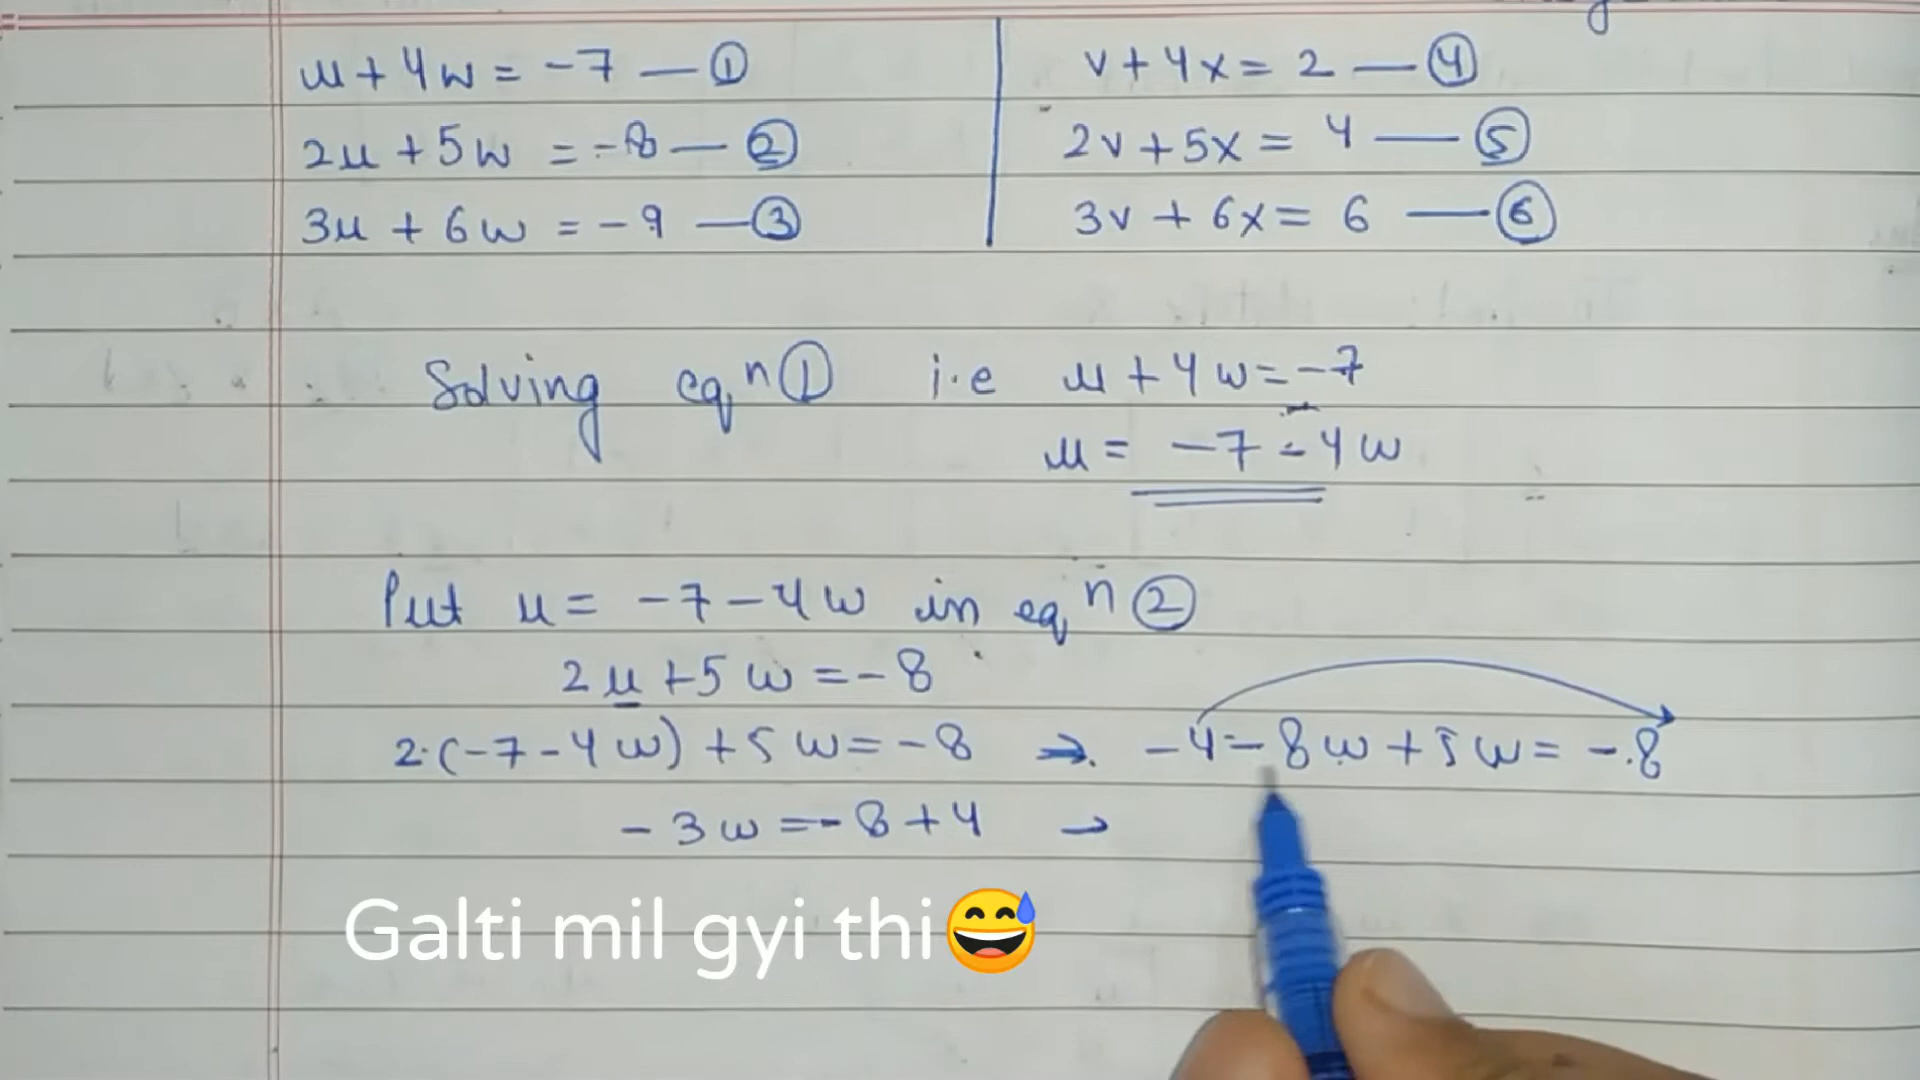 u + 4w = -7 — ①
2u + 5w = -8 — ②
3u + 6w = -9 — ③
v + 4x = 2 — ④
2v + 5x = 4 — ⑤
3v + 6x = 6 — ⑥
Solving eqⁿ ① i.e u + 4w = -7
u = -7 - 4w
Put u = -7 - 4w in eqⁿ ②
2u + 5w = -8
2·(-7 - 4w) + 5w = -8 → -4 - 8w + 5w = -8
-3w = -8 + 4 →
Galti mil gyi thi😅